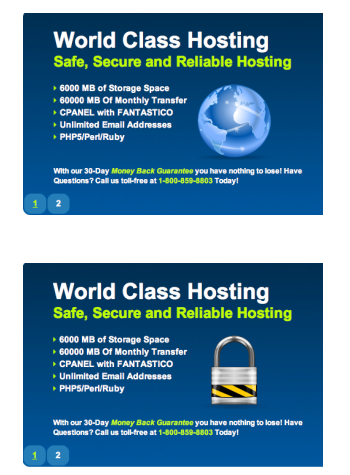 World Class Hosting
Safe, Secure and Reliable Hosting
6000 MB of Storage Space
60000 MB Of Monthly Transfer
CPANEL with FANTASTICO
Unlimited Email Addresses
PHP5/Perl/Ruby
With our 30-Day Money Back Guarantee you have nothing to lose! Have
Questions? Call us toll-free at 1-800-859-8803 Today!
1 2
World Class Hosting
Safe, Secure and Reliable Hosting
6000 MB of Storage Space
60000 MB Of Monthly Transfer
CPANEL with FANTASTICO
Unlimited Email Addresses
PHP5/Perl/Ruby
With our 30-Day Money Back Guarantee you have nothing to lose! Have
Questions? Call us toll-free at 1-800-859-8803 Today!
1 2